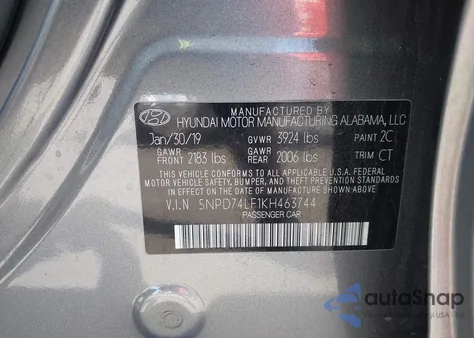 MANUFACTURED BY
HYUNDAI MOTOR MANUFACTURING ALABAMA, LLC
Jan/30/19 GVWR 3924 lbs PAINT 2C
GAWR FRONT 2183 lbs GAWR REAR 2006 lbs TRIM CT
THIS VEHICLE CONFORMS TO ALL APPLICABLE U.S. FEDERAL
MOTOR VEHICLE SAFETY, BUMPER, AND THEFT PREVENTION
STANDARDS IN EFFECT ON THE DATE OF
MANUFACTURE SHOWN ABOVE.
V.I.N 5NPD74LF1KH463744
PASSENGER CAR
autoSnap
USA